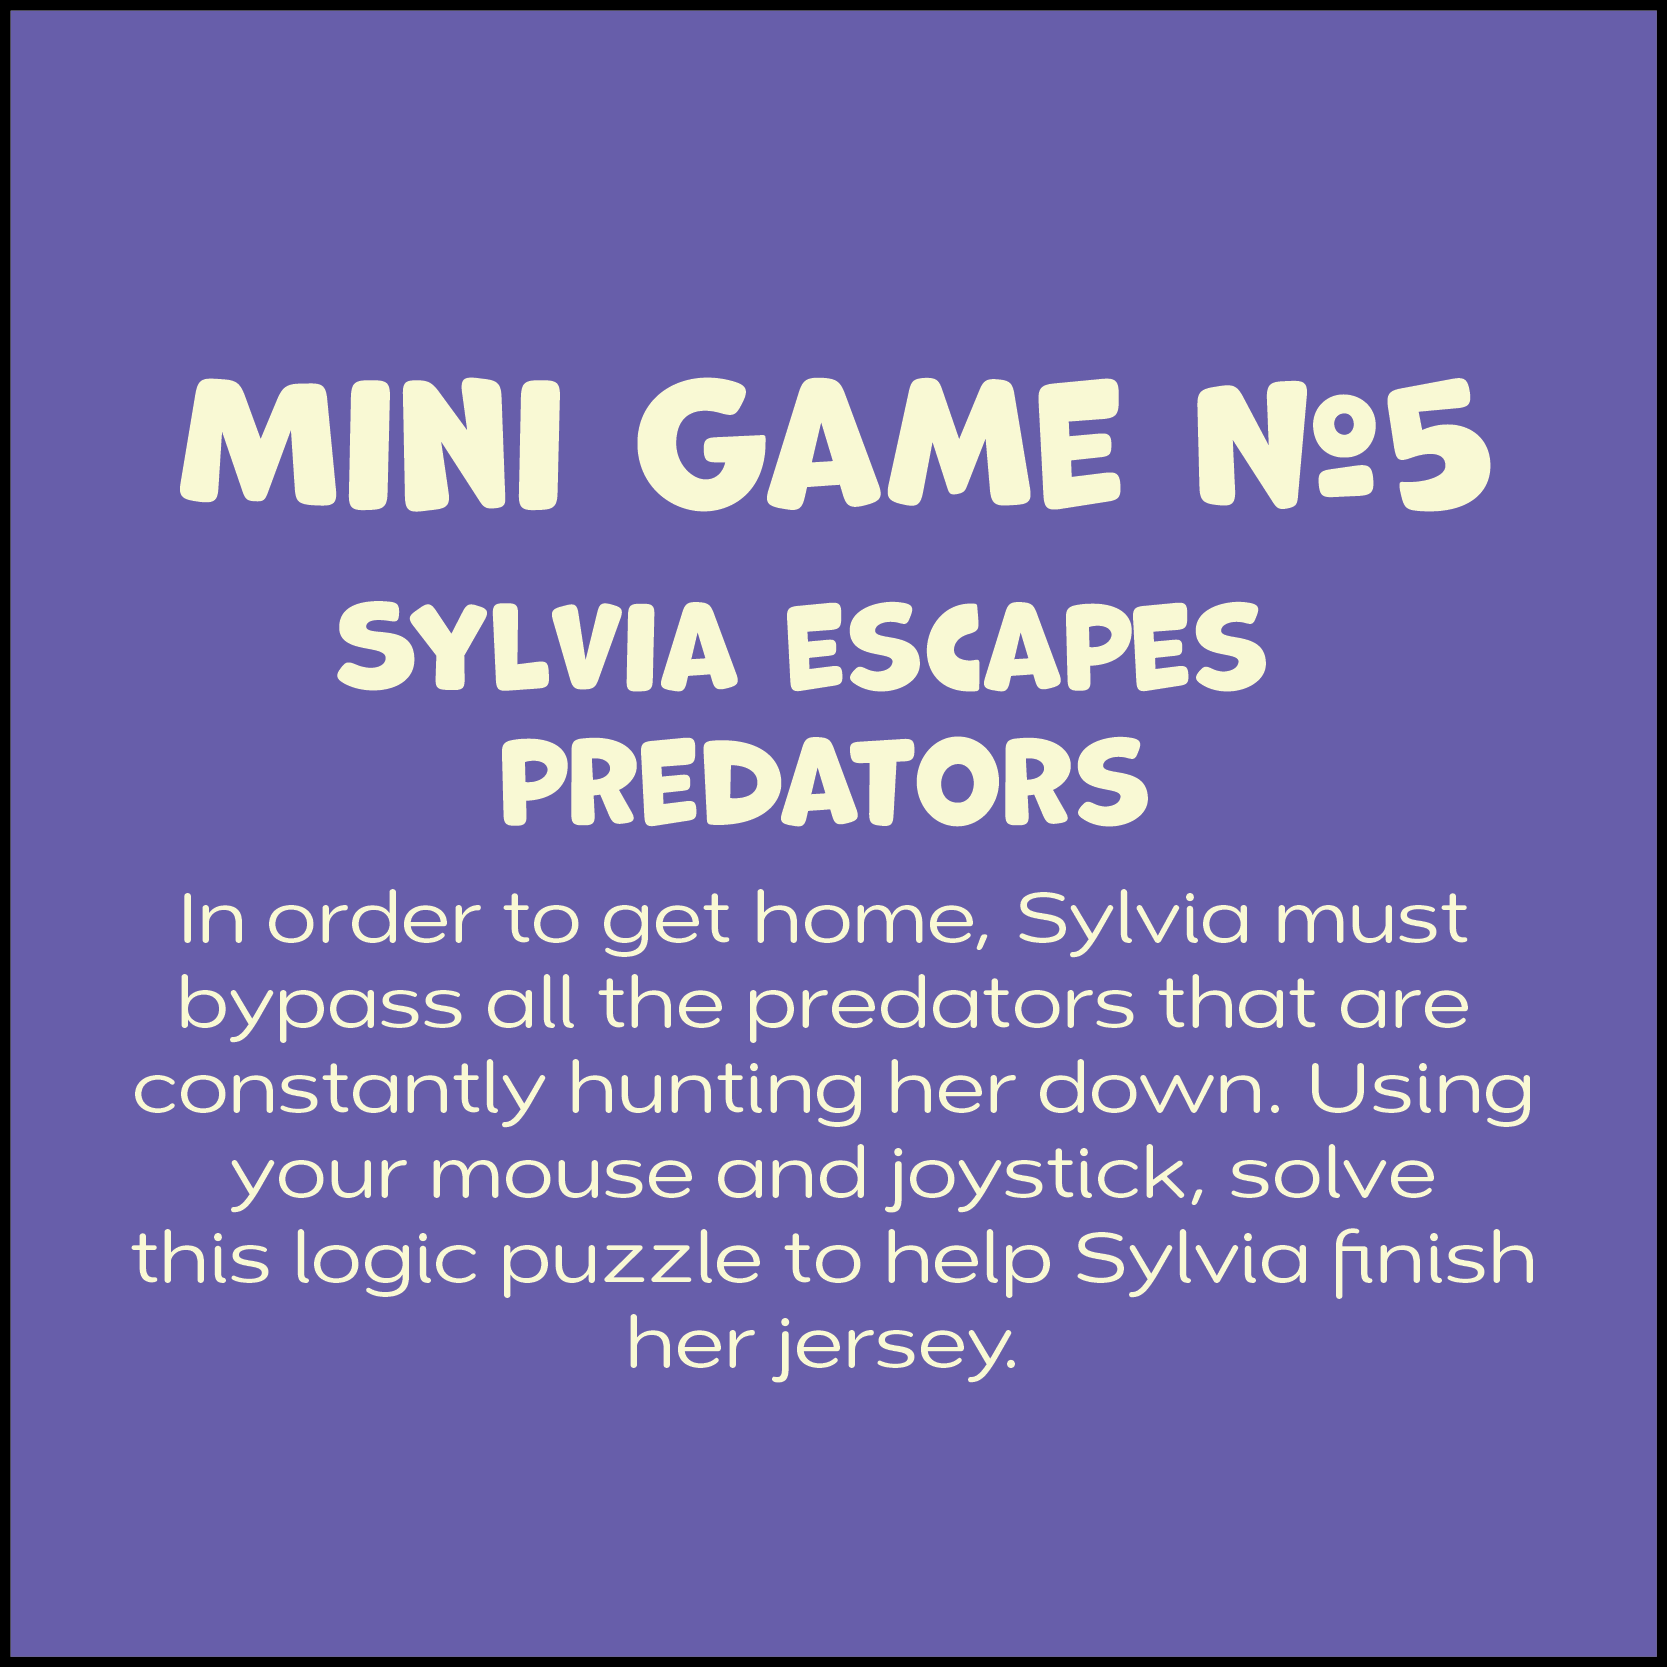 MINI GAME №5
SYLVIA ESCAPES
PREDATORS
In order to get home, Sylvia must
bypass all the predators that are
constantly hunting her down. Using
your mouse and joystick, solve
this logic puzzle to help Sylvia finish
her jersey.